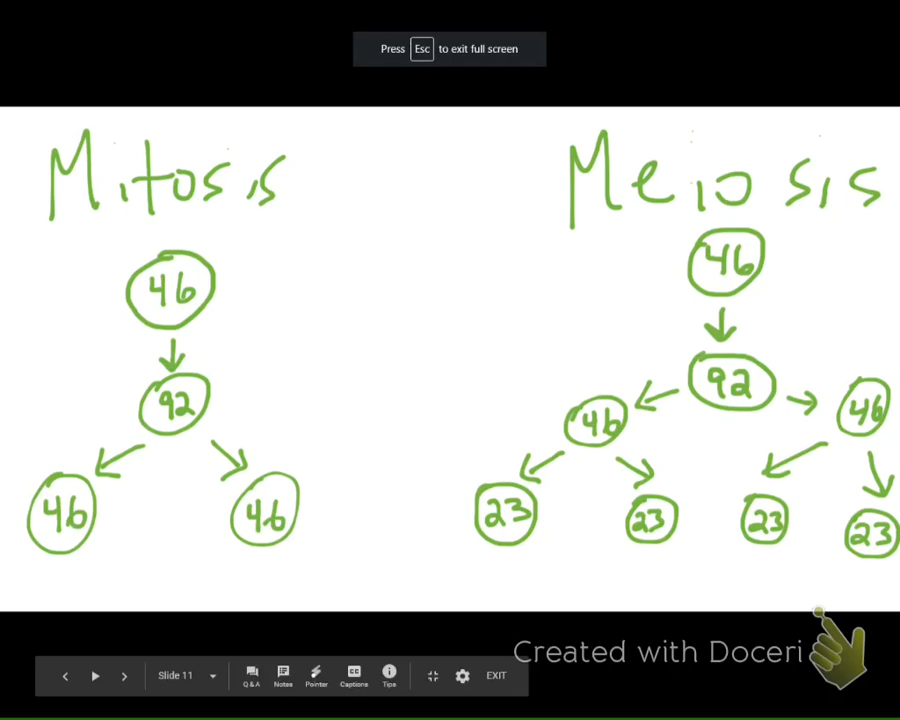 Press Esc to exit full screen
Mitosis
Meiosis
46
92
46
46
46
92
46
46
23
23
23
23
Created with Doceri
Slide 11
Q&A
Notes
Pointer
CC
Captions
Tips
EXIT